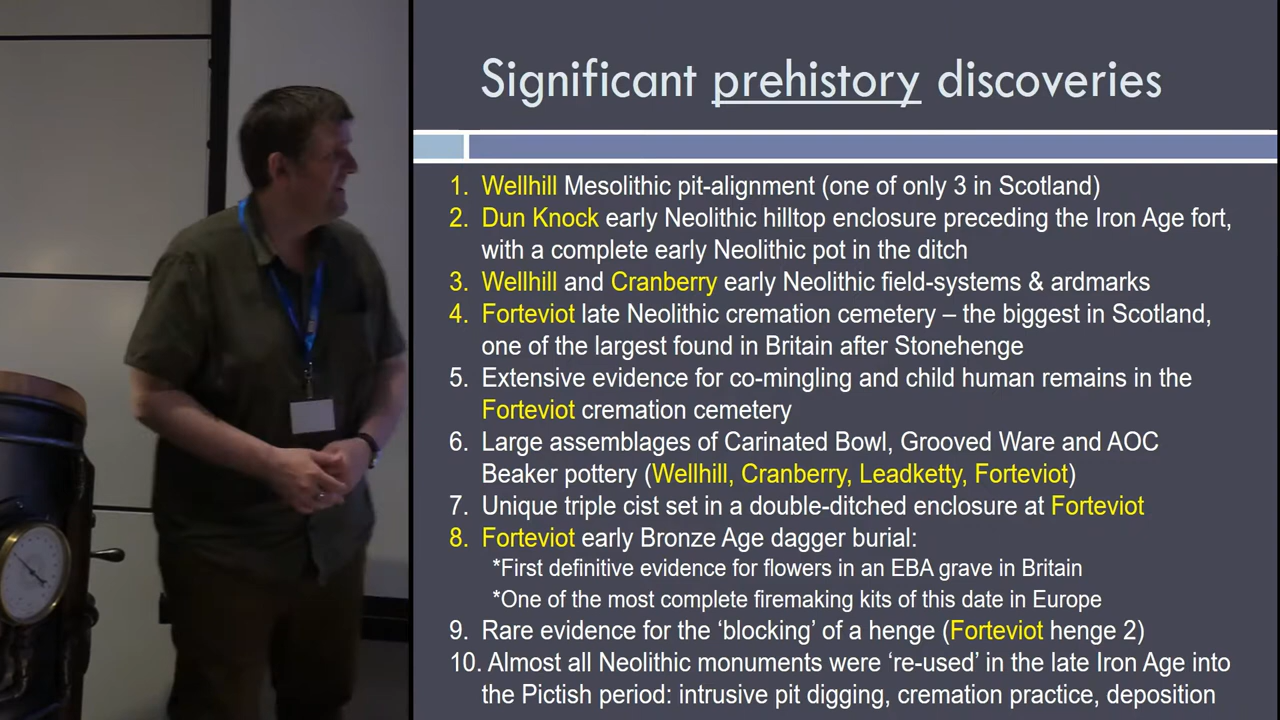 Significant prehistory discoveries
1. Wellhill Mesolithic pit-alignment (one of only 3 in Scotland)
2. Dun Knock early Neolithic hilltop enclosure preceding the Iron Age fort,
with a complete early Neolithic pot in the ditch
3. Wellhill and Cranberry early Neolithic field-systems & ardmarks
4. Forteviot late Neolithic cremation cemetery – the biggest in Scotland,
one of the largest found in Britain after Stonehenge
5. Extensive evidence for co-mingling and child human remains in the
Forteviot cremation cemetery
6. Large assemblages of Carinated Bowl, Grooved Ware and AOC
Beaker pottery (Wellhill, Cranberry, Leadketty, Forteviot)
7. Unique triple cist set in a double-ditched enclosure at Forteviot
8. Forteviot early Bronze Age dagger burial:
*First definitive evidence for flowers in an EBA grave in Britain
*One of the most complete firemaking kits of this date in Europe
9. Rare evidence for the ‘blocking’ of a henge (Forteviot henge 2)
10. Almost all Neolithic monuments were ‘re-used’ in the late Iron Age into
the Pictish period: intrusive pit digging, cremation practice, deposition